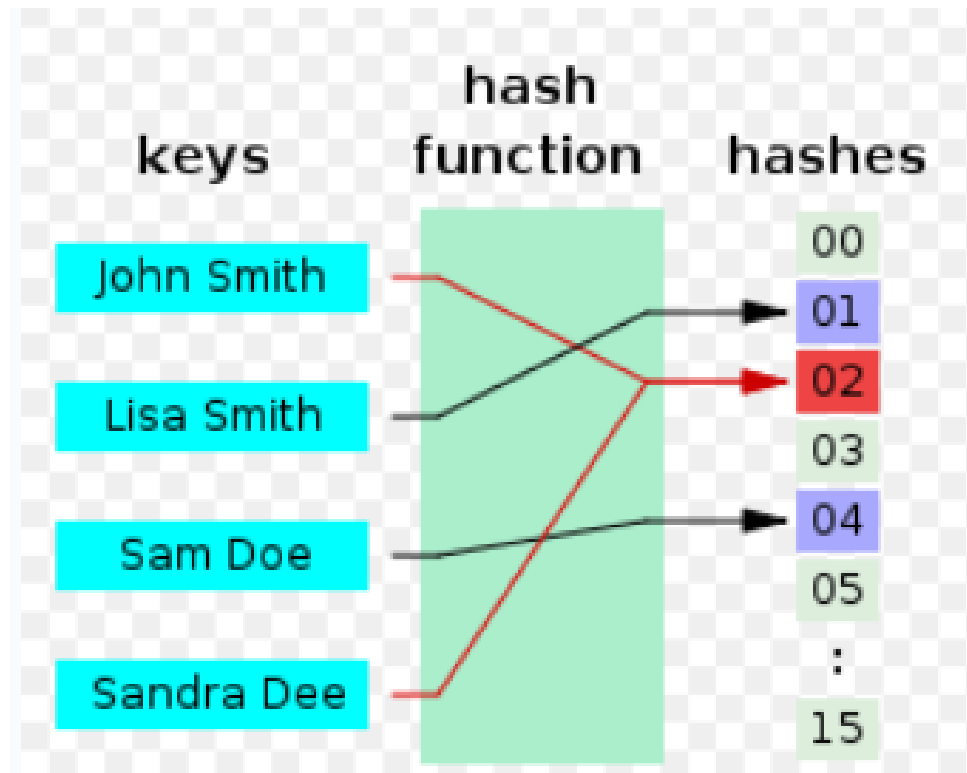 hash
keys
function
hashes
John Smith
Lisa Smith
Sam Doe
Sandra Dee
00
01
02
03
04
05
:
15